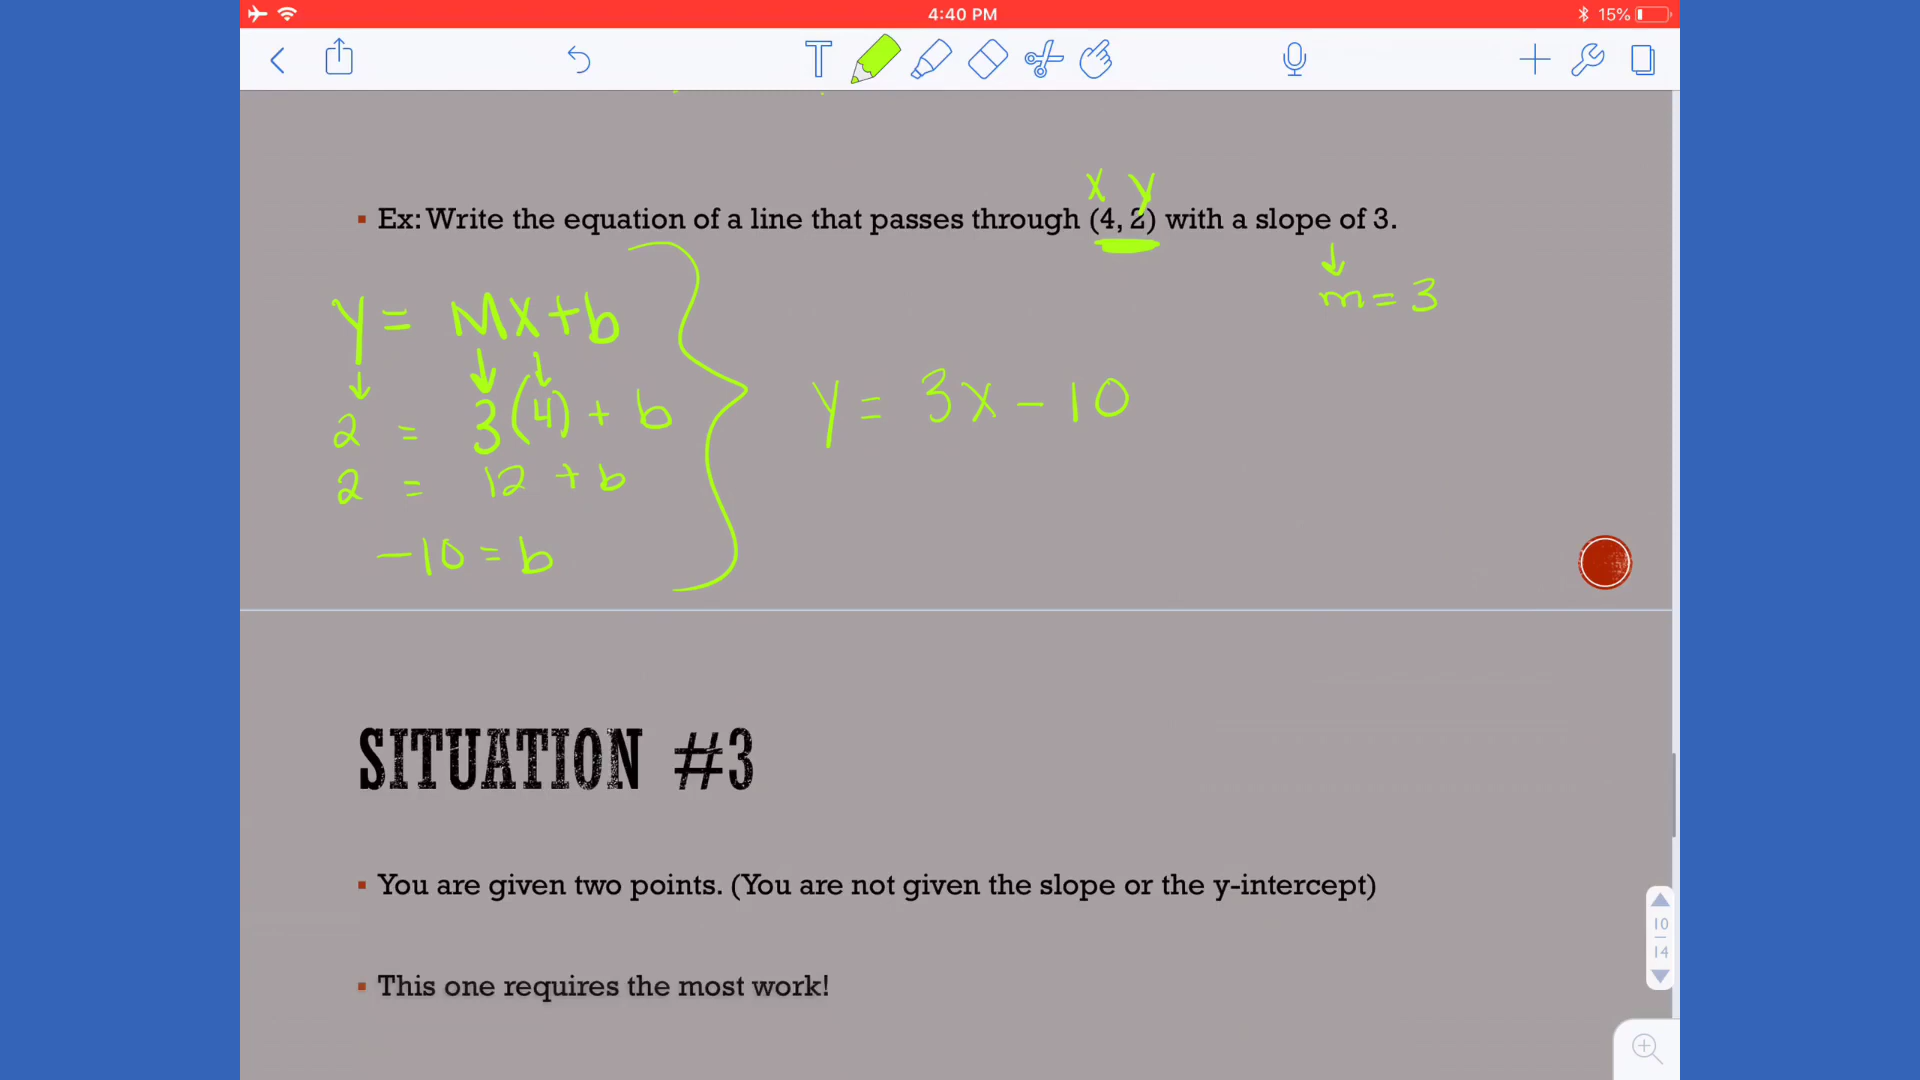 4:40 PM
15%
T
x y
Ex: Write the equation of a line that passes through (4, 2) with a slope of 3.
m = 3
y = mx + b
y = 3x - 10
2 = 3(4) + b
2 = 12 + b
-10 = b
SITUATION #3
You are given two points. (You are not given the slope or the y-intercept)
10
14
This one requires the most work!